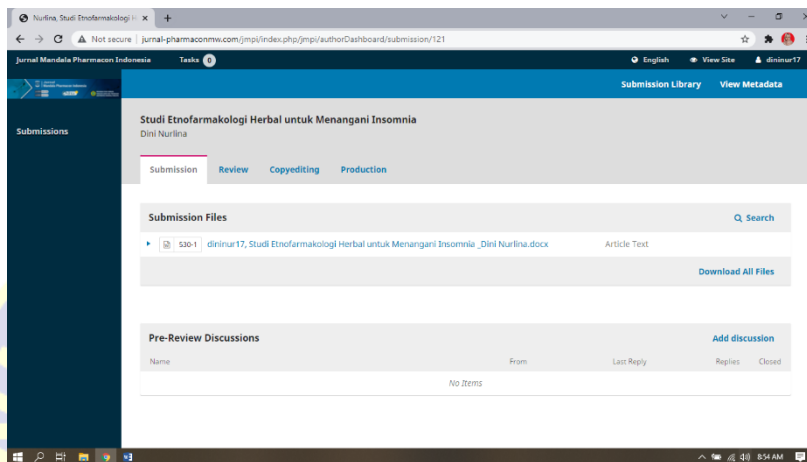 Nurlina, Studi Etnofarmakologi H
Not secure | jurnal-pharmaconmw.com/jmpi/index.php/jmpi/authorDashboard/submission/121
Jurnal Mandala Pharmacon Indonesia Tasks 0 English View Site dininur17
Submission Library View Metadata
Submissions
Studi Etnofarmakologi Herbal untuk Menangani Insomnia
Dini Nurlina
Submission Review Copyediting Production
Submission Files Search
530-1 dininur17, Studi Etnofarmakologi Herbal untuk Menangani Insomnia _Dini Nurlina.docx Article Text
Download All Files
Pre-Review Discussions Add discussion
Name From Last Reply Replies Closed
No Items
8:54 AM